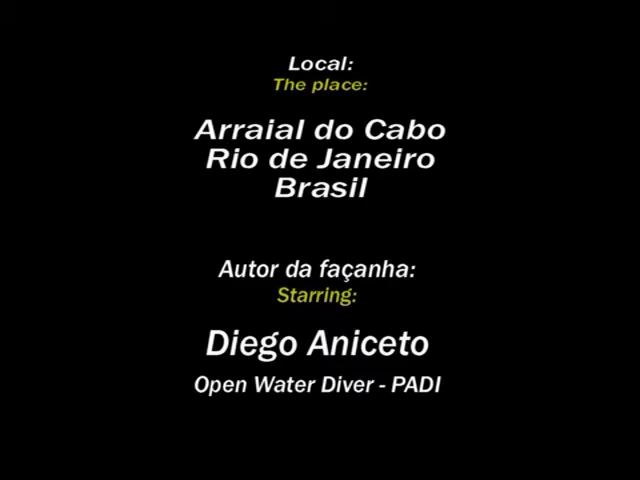 Local:
The place:
Arraial do Cabo
Rio de Janeiro
Brasil
Autor da façanha:
Starring:
Diego Aniceto
Open Water Diver - PADI